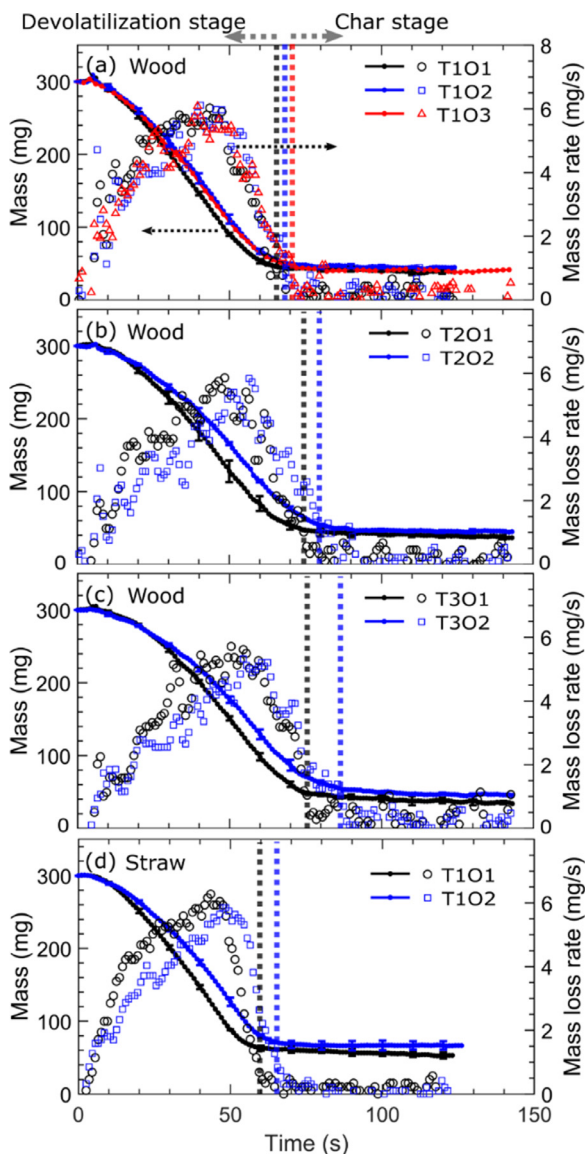 Devolatilization stage Char stage
(a) Wood
T1O1
T1O2
T1O3
Mass (mg)
300
200
100
0
Mass loss rate (mg/s)
8
6
4
2
0
(b) Wood
T2O1
T2O2
Mass (mg)
300
200
100
0
Mass loss rate (mg/s)
8
6
4
2
0
(c) Wood
T3O1
T3O2
Mass (mg)
300
200
100
0
Mass loss rate (mg/s)
8
6
4
2
0
(d) Straw
T1O1
T1O2
Mass (mg)
300
200
100
0
Mass loss rate (mg/s)
8
6
4
2
0
0 50 100 150
Time (s)